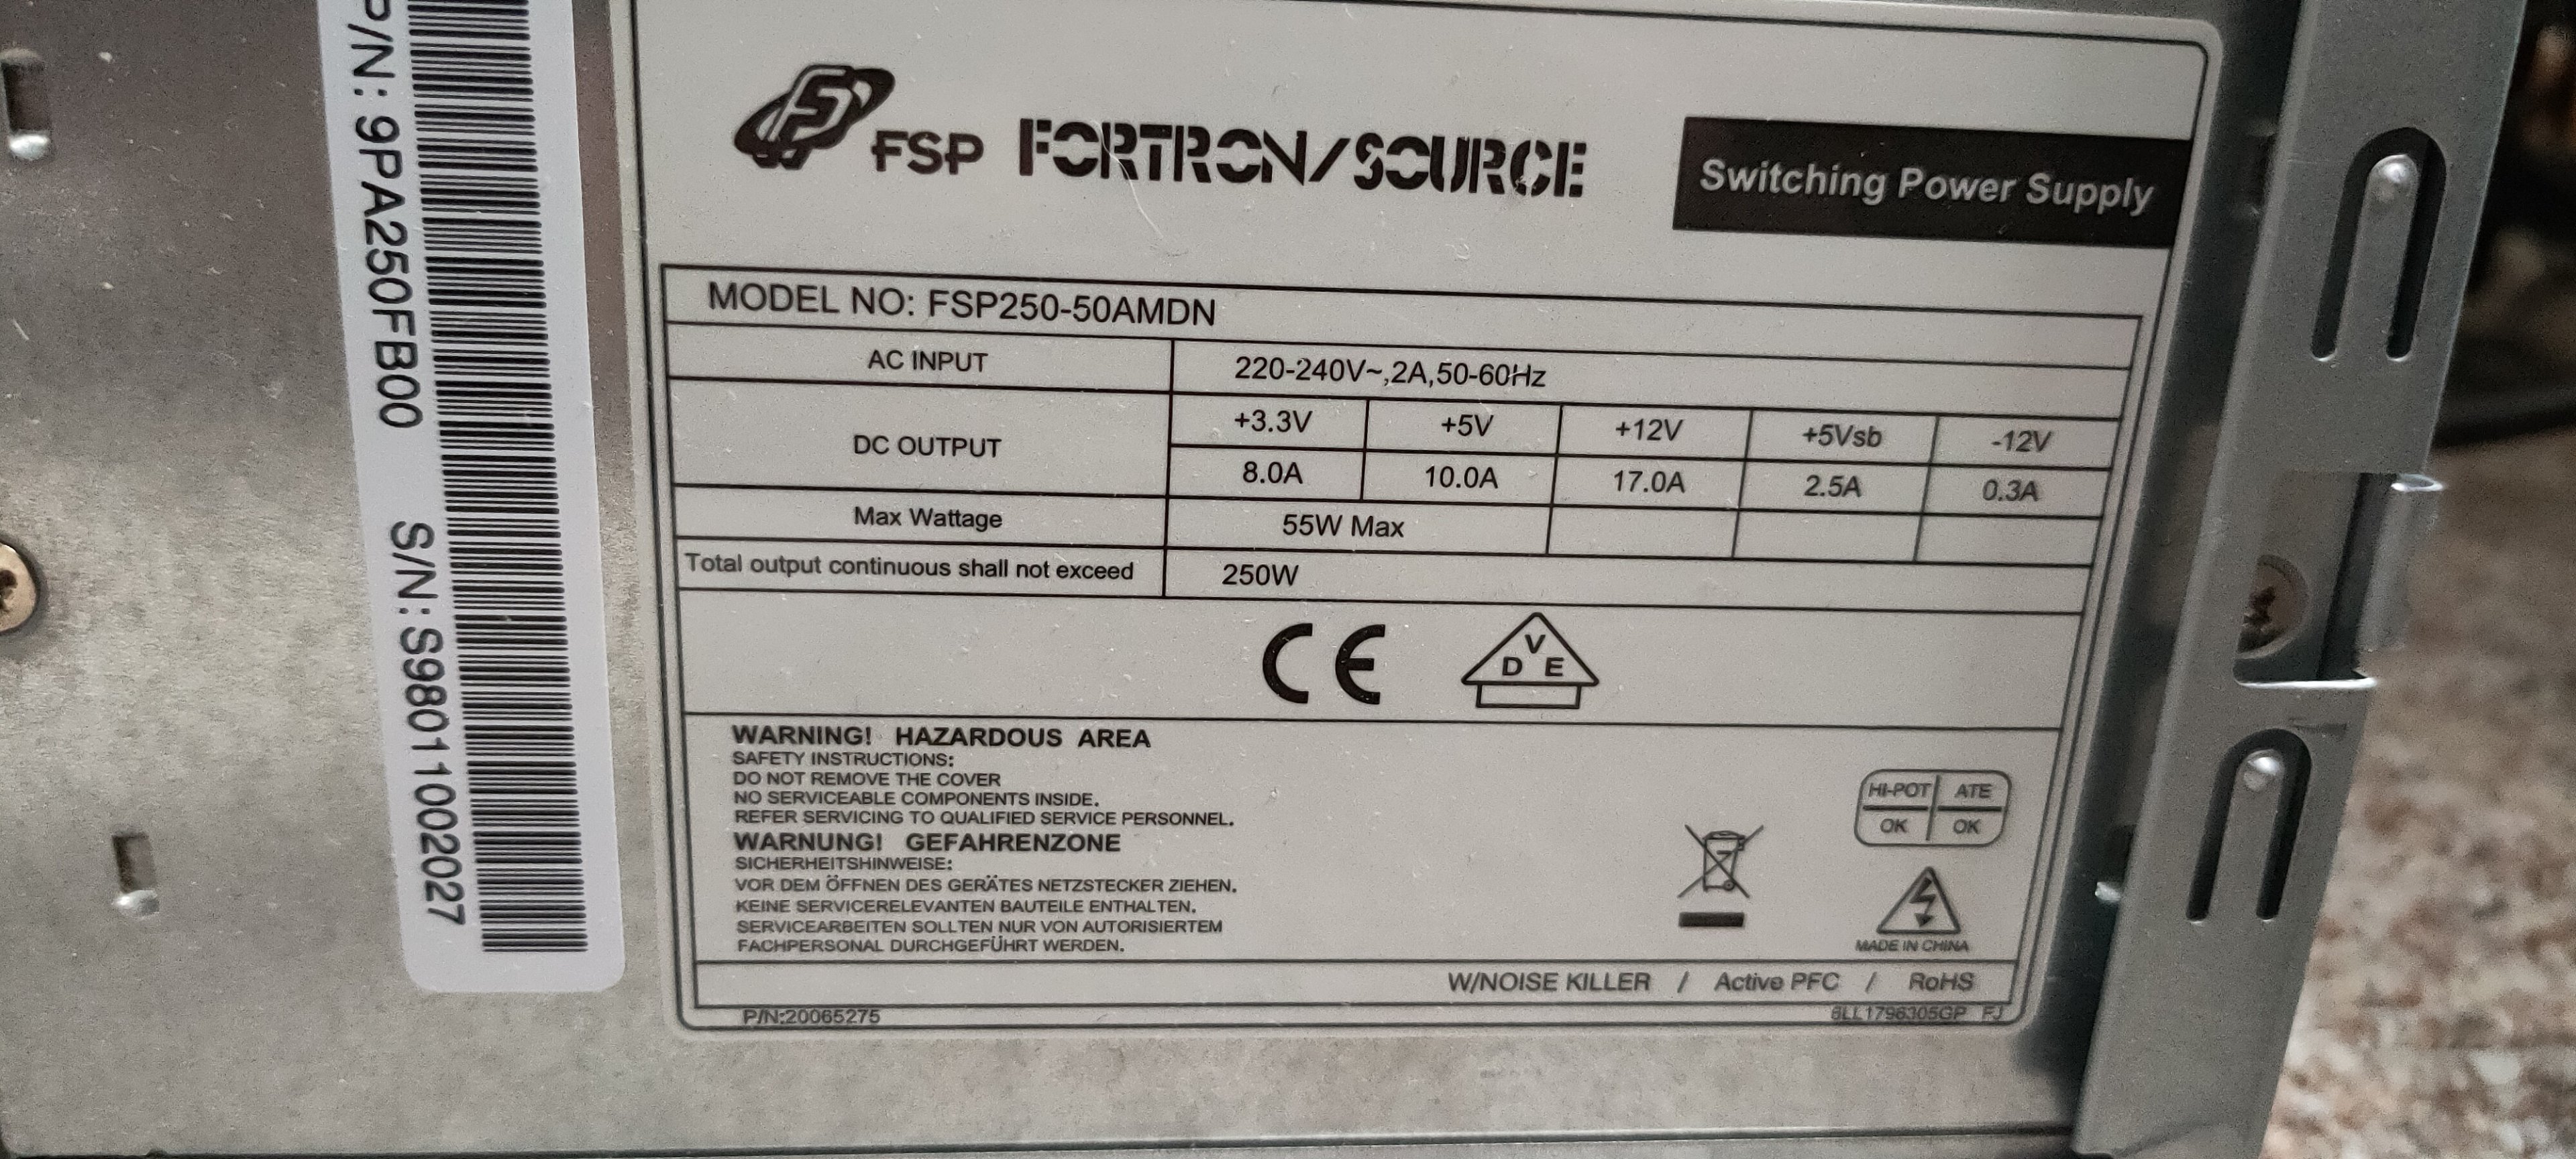 P/N: 9PA250FB00 S/N: S98011002027
FSP FORTRON/SOURCE
Switching Power Supply
MODEL NO: FSP250-50AMDN
AC INPUT 220-240V~,2A,50-60Hz
DC OUTPUT +3.3V +5V +12V +5Vsb -12V
8.0A 10.0A 17.0A 2.5A 0.3A
Max Wattage 55W Max
Total output continuous shall not exceed 250W
CE
V
D E
WARNING! HAZARDOUS AREA
SAFETY INSTRUCTIONS:
DO NOT REMOVE THE COVER
NO SERVICEABLE COMPONENTS INSIDE.
REFER SERVICING TO QUALIFIED SERVICE PERSONNEL.
WARNUNG! GEFAHRENZONE
SICHERHEITSHINWEISE:
VOR DEM ÖFFNEN DES GERÄTES NETZSTECKER ZIEHEN.
KEINE SERVICERELEVANTEN BAUTEILE ENTHALTEN.
SERVICEARBEITEN SOLLTEN NUR VON AUTORISIERTEM
FACHPERSONAL DURCHGEFÜHRT WERDEN.
HI-POT ATE
OK OK
MADE IN CHINA
W/NOISE KILLER / Active PFC / RoHS
P/N:20065275
6LL1796305GP FJ